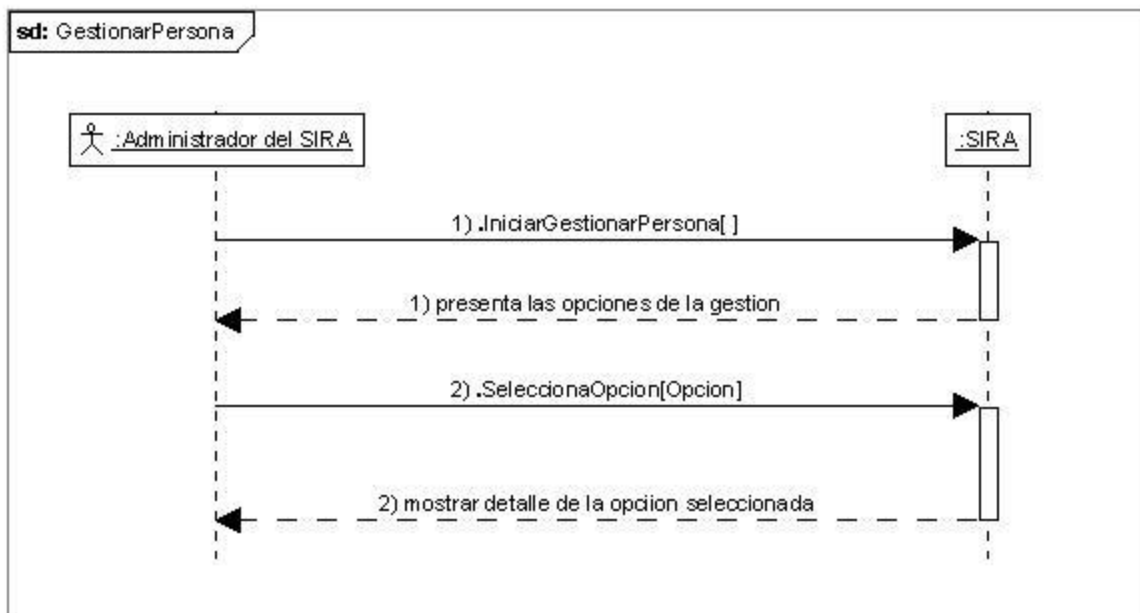 sd: GestionarPersona
:Administrador del SIRA
:SIRA
1) .IniciarGestionarPersona[ ]
1) presenta las opciones de la gestion
2) .SeleccionaOpcion[Opcion]
2) mostrar detalle de la opciion seleccionada